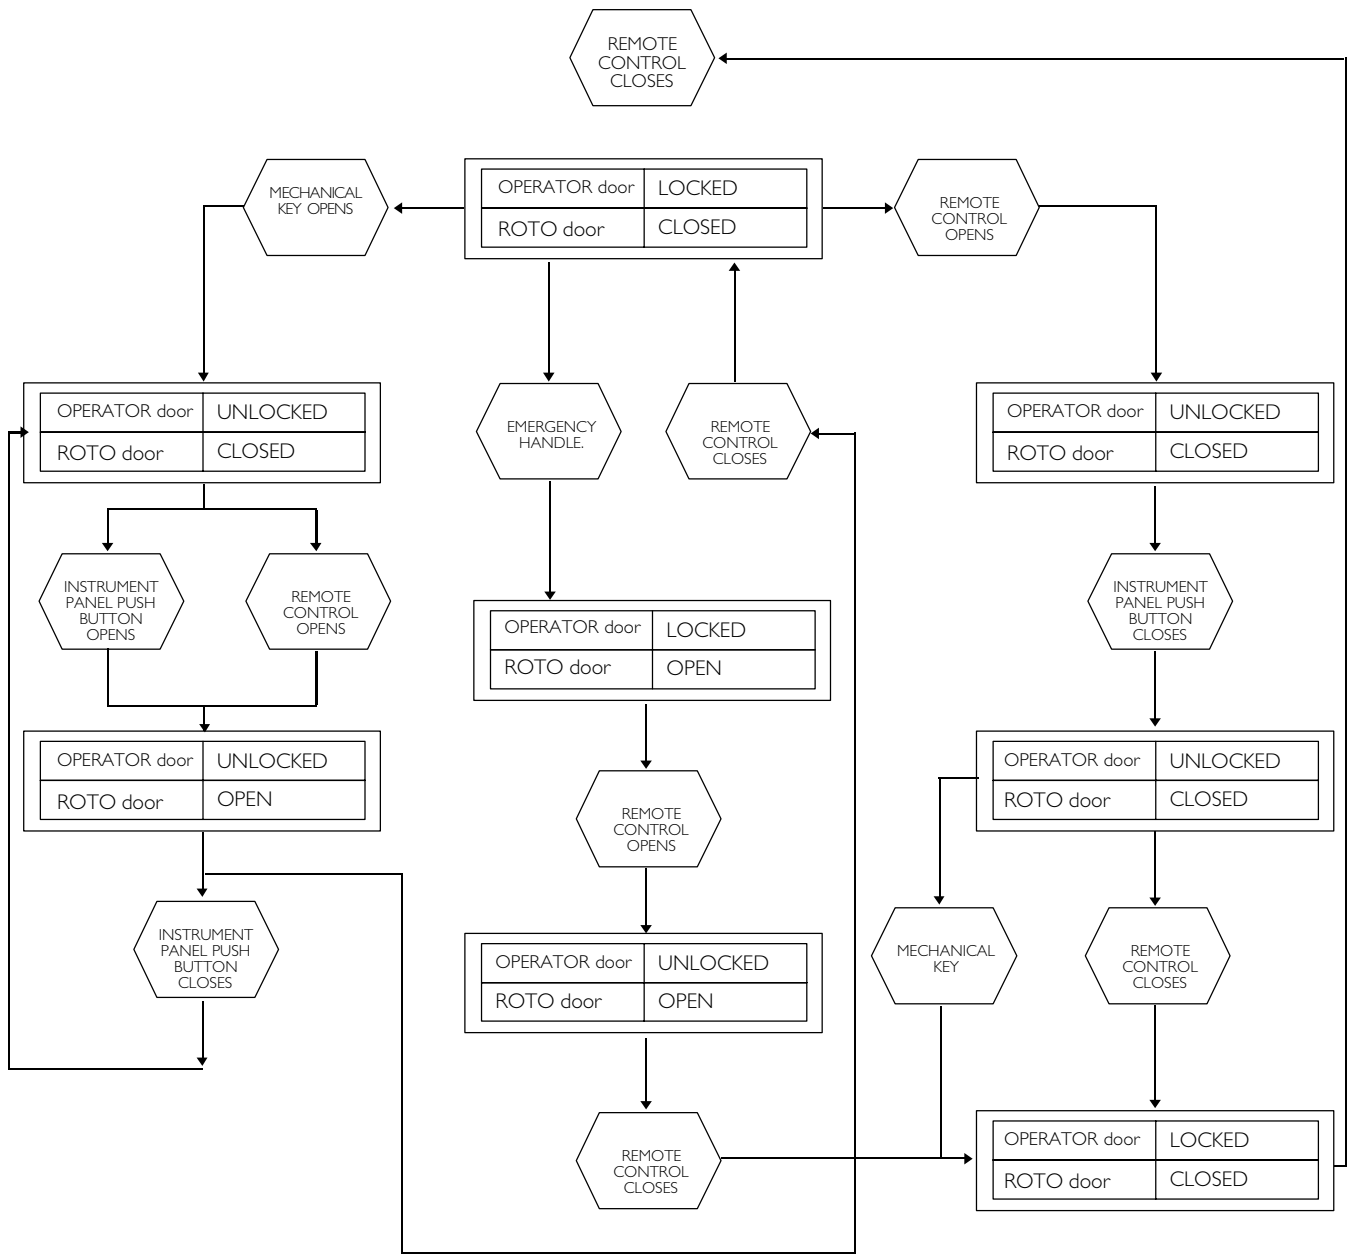 REMOTE
CONTROL
CLOSES
MECHANICAL
KEY OPENS
OPERATOR door LOCKED
ROTO door CLOSED
REMOTE
CONTROL
OPENS
OPERATOR door UNLOCKED
ROTO door CLOSED
EMERGENCY
HANDLE.
REMOTE
CONTROL
CLOSES
OPERATOR door UNLOCKED
ROTO door CLOSED
INSTRUMENT
PANEL PUSH
BUTTON
OPENS
REMOTE
CONTROL
OPENS
OPERATOR door LOCKED
ROTO door OPEN
INSTRUMENT
PANEL PUSH
BUTTON
CLOSES
OPERATOR door UNLOCKED
ROTO door OPEN
REMOTE
CONTROL
OPENS
OPERATOR door UNLOCKED
ROTO door CLOSED
INSTRUMENT
PANEL PUSH
BUTTON
CLOSES
OPERATOR door UNLOCKED
ROTO door OPEN
MECHANICAL
KEY
REMOTE
CONTROL
CLOSES
REMOTE
CONTROL
CLOSES
OPERATOR door LOCKED
ROTO door CLOSED